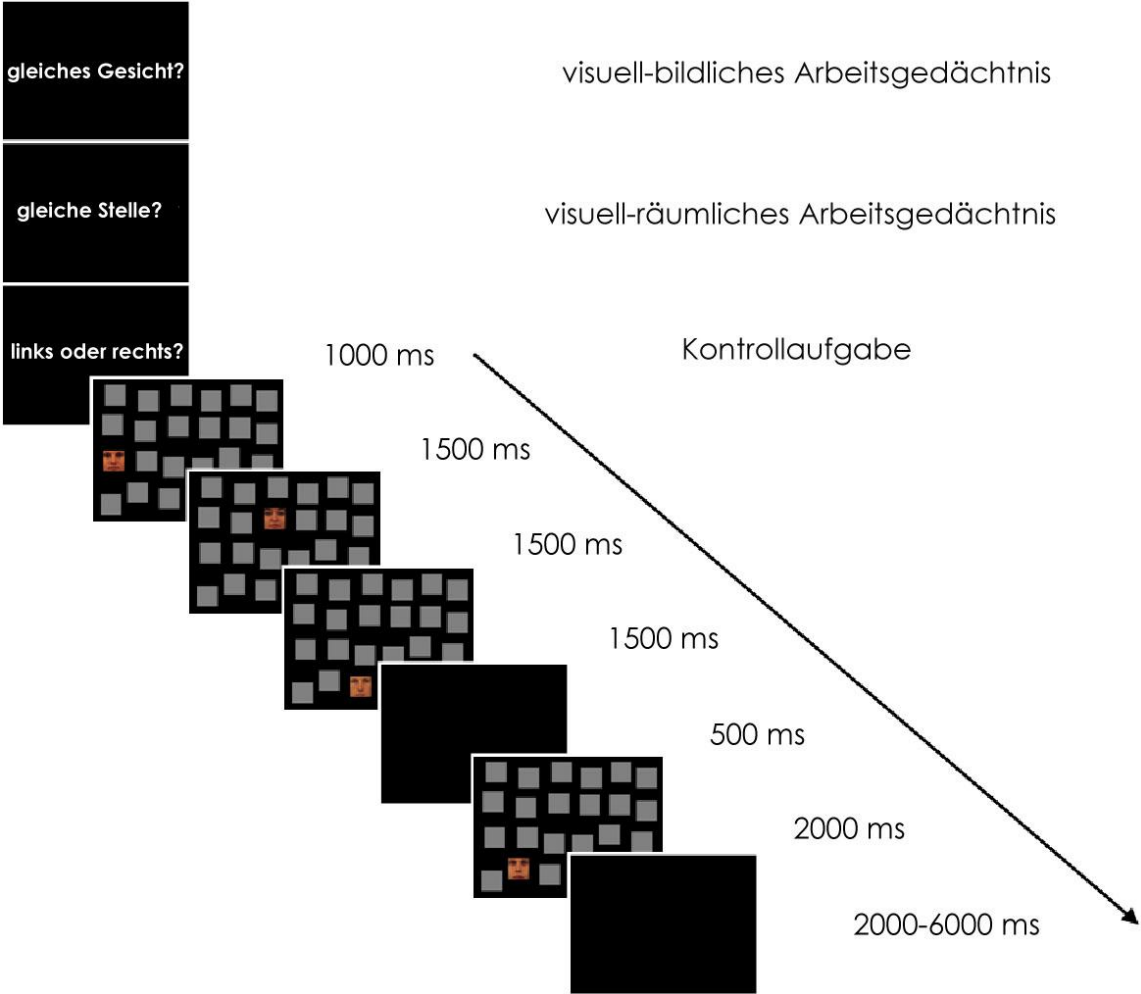 gleiches Gesicht?
visuell-bildliches Arbeitsgedächtnis
gleiche Stelle?
visuell-räumliches Arbeitsgedächtnis
links oder rechts?
1000 ms
Kontrollaufgabe
1500 ms
1500 ms
1500 ms
500 ms
2000 ms
2000-6000 ms